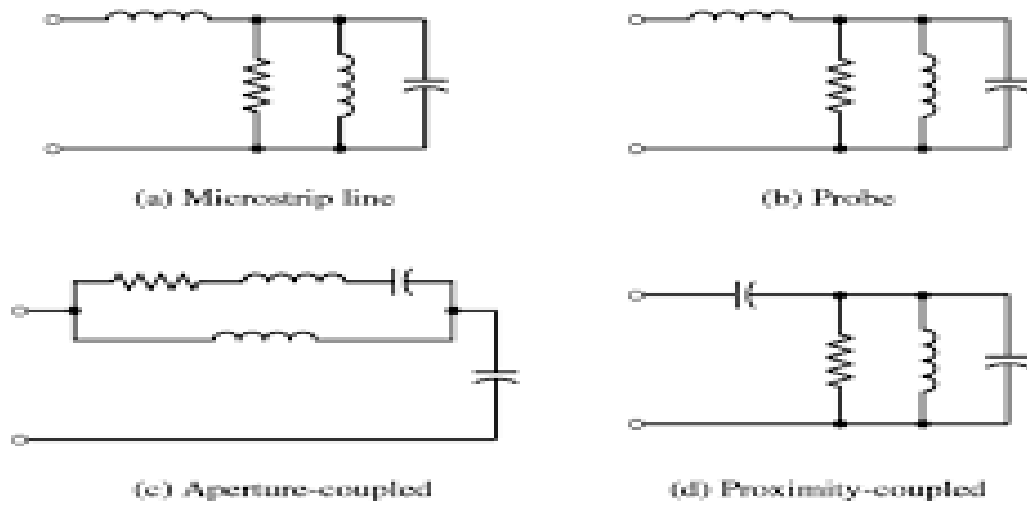 (a) Microstrip line
(b) Probe
(c) Aperture-coupled
(d) Proximity-coupled